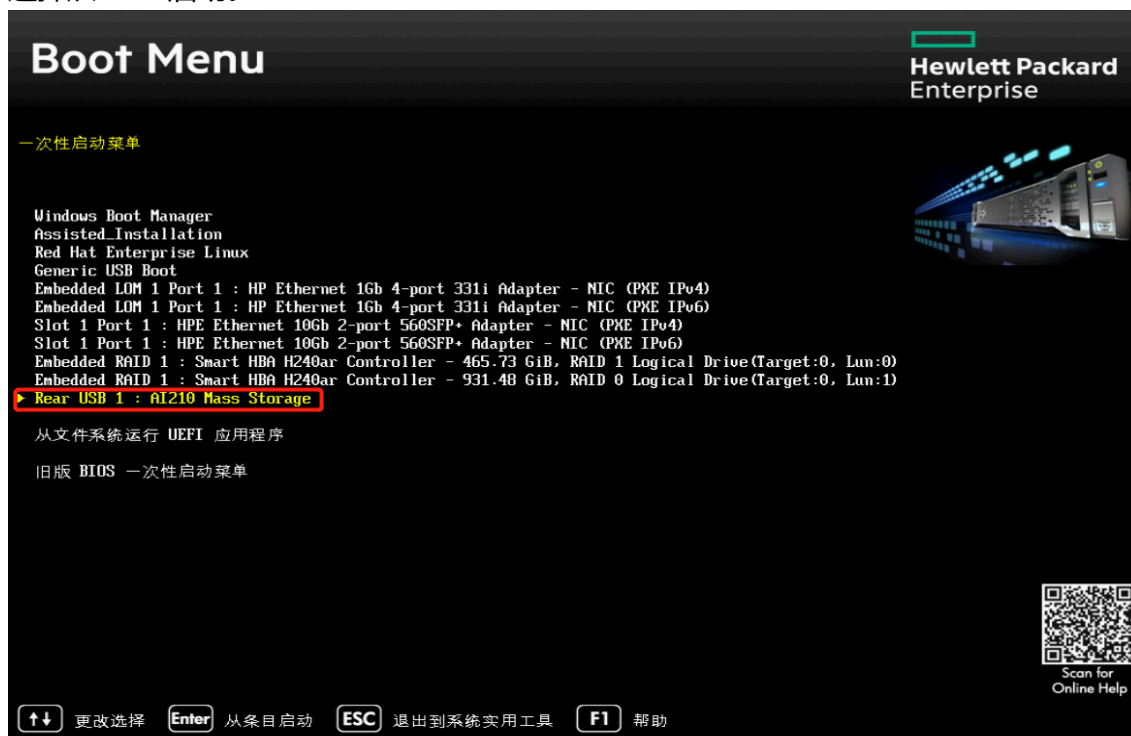 Boot Menu
Hewlett Packard
Enterprise
一次性启动菜单
Windows Boot Manager
Assisted_Installation
Red Hat Enterprise Linux
Generic USB Boot
Embedded LOM 1 Port 1 : HP Ethernet 1Gb 4-port 331i Adapter - NIC (PXE IPv4)
Embedded LOM 1 Port 1 : HP Ethernet 1Gb 4-port 331i Adapter - NIC (PXE IPv6)
Slot 1 Port 1 : HPE Ethernet 10Gb 2-port 560SFP+ Adapter - NIC (PXE IPv4)
Slot 1 Port 1 : HPE Ethernet 10Gb 2-port 560SFP+ Adapter - NIC (PXE IPv6)
Embedded RAID 1 : Smart HBA H240ar Controller - 465.73 GiB, RAID 1 Logical Drive(Target:0, Lun:0)
Embedded RAID 1 : Smart HBA H240ar Controller - 931.48 GiB, RAID 0 Logical Drive(Target:0, Lun:1)
Rear USB 1 : AI210 Mass Storage
从文件系统运行 UEFI 应用程序
旧版 BIOS 一次性启动菜单
Scan for
Online Help
↑↓ 更改选择 Enter 从条目启动 ESC 退出到系统实用工具 F1 帮助